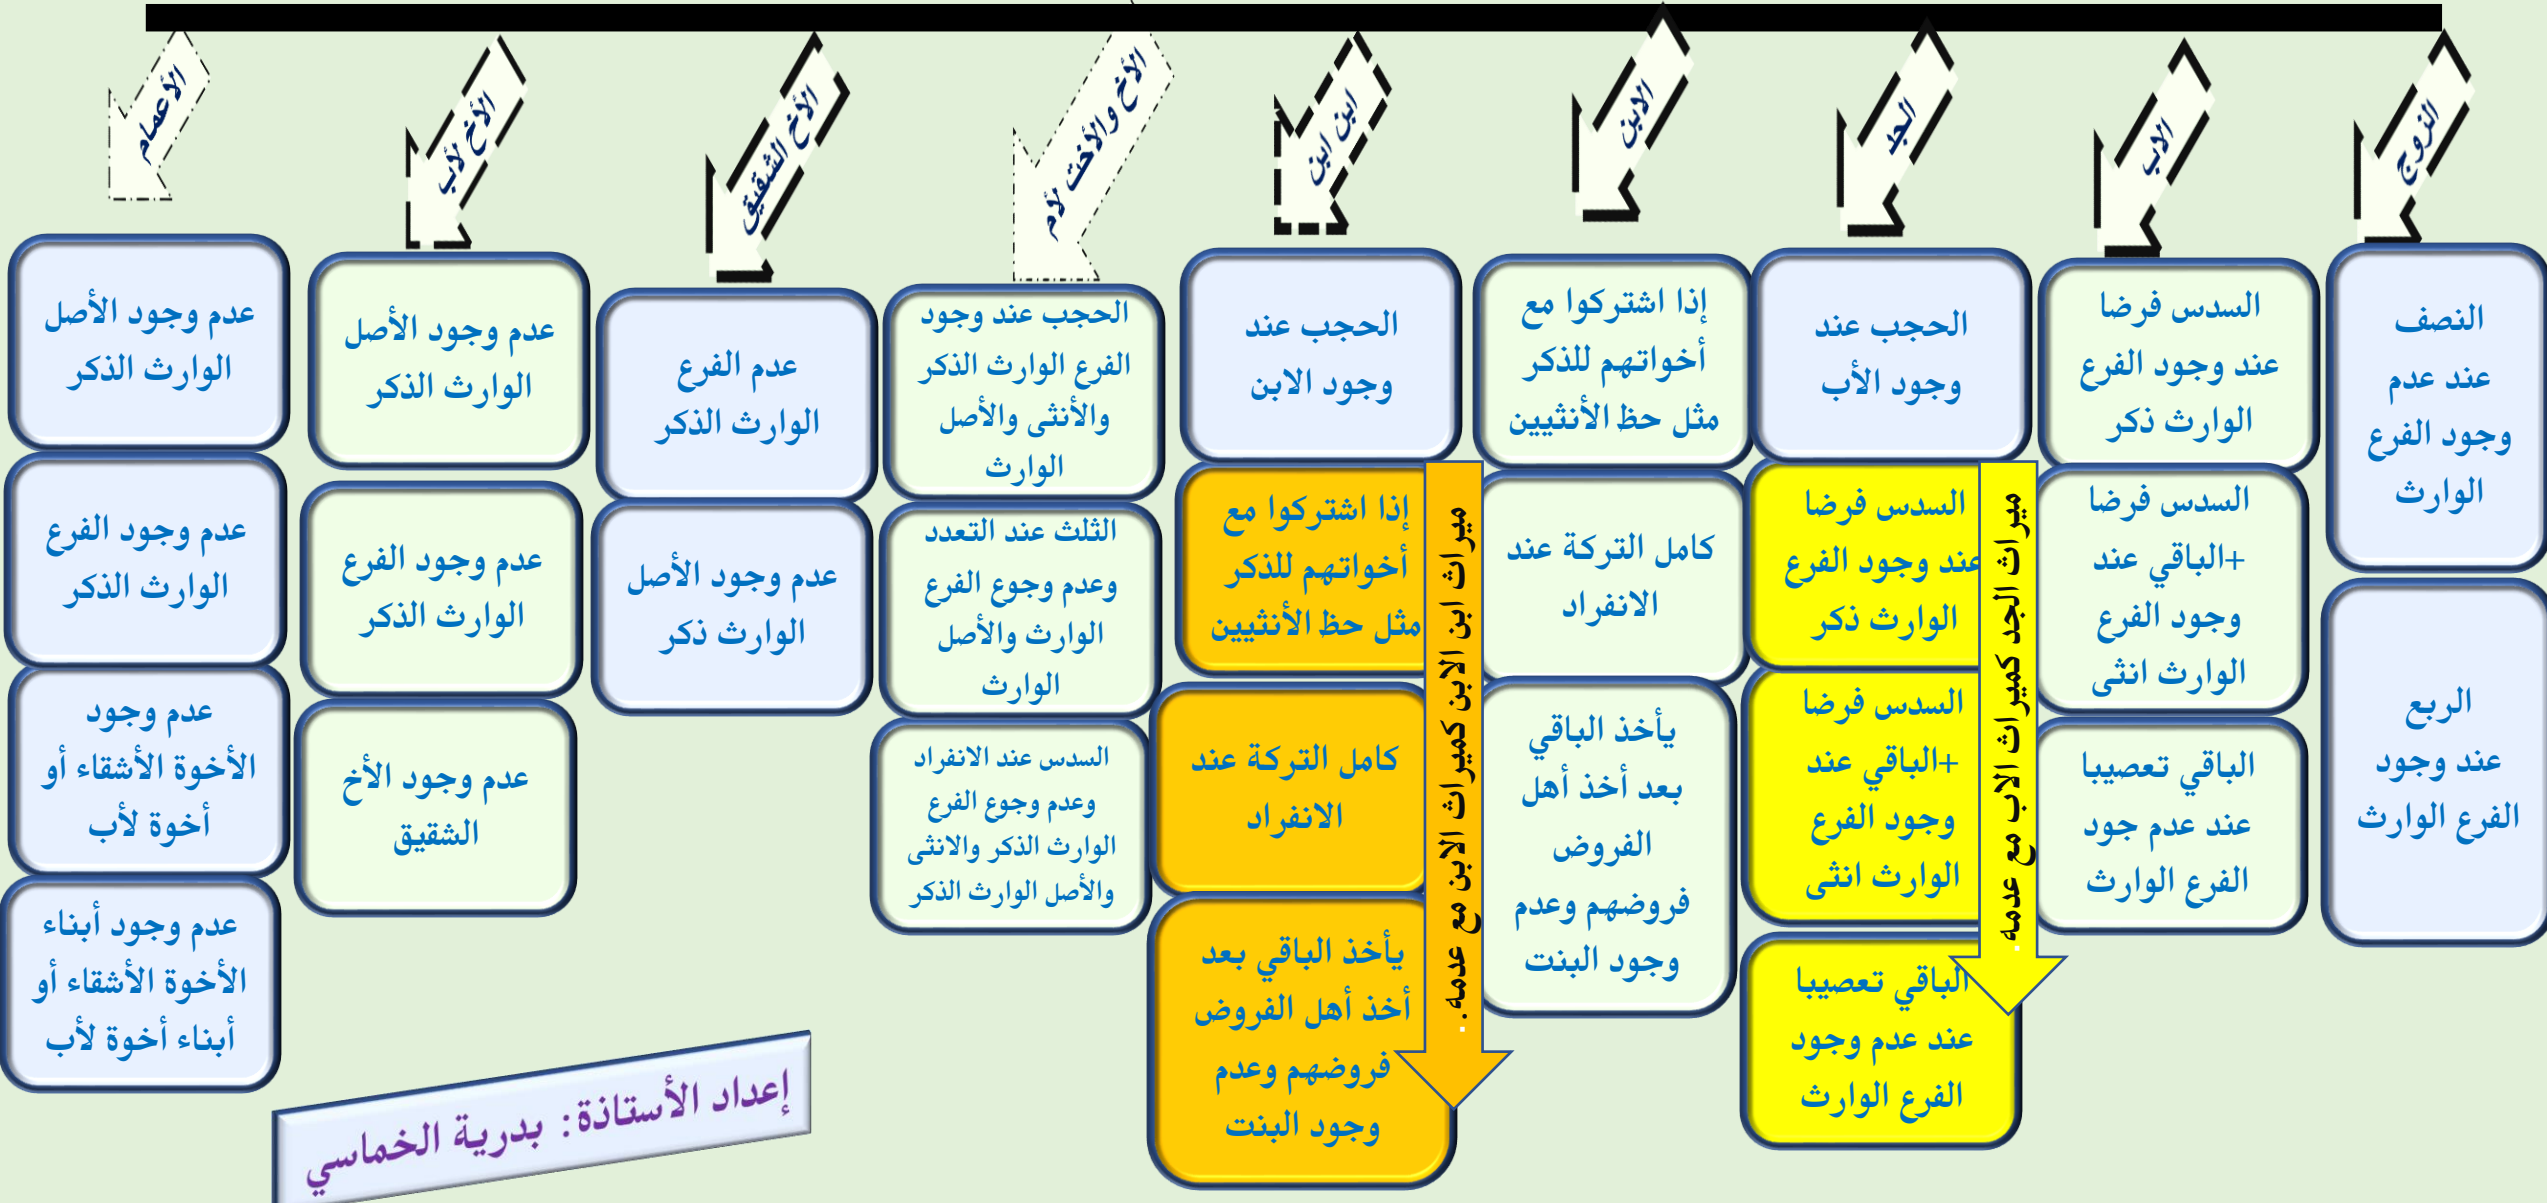 الزوج
النصف
عند عدم
وجود الفرع
الوارث
الربع
عند وجود
الفرع الوارث
الاب
السدس فرضا
عند وجود الفرع
الوارث ذكر
السدس فرضا
+الباقي عند
وجود الفرع
الوارث انثى
الباقي تعصيبا
عند عدم جود
الفرع الوارث
ميراث الجد كميراث الاب مع عدمه.
الجد
الحجب عند
وجود الأب
السدس فرضا
عند وجود الفرع
الوارث ذكر
السدس فرضا
+الباقي عند
وجود الفرع
الوارث انثى
الباقي تعصيبا
عند عدم وجود
الفرع الوارث
الابن
إذا اشتركوا مع
أخواتهم للذكر
مثل حظ الأنثيين
كامل التركة عند
الانفراد
يأخذ الباقي
بعد أخذ أهل
الفروض
فروضهم وعدم
وجود البنت
ميراث ابن الابن كميراث الابن مع عدمه..
ابن ابن
الحجب عند
وجود الابن
إذا اشتركوا مع
أخواتهم للذكر
مثل حظ الأنثيين
كامل التركة عند
الانفراد
يأخذ الباقي بعد
أخذ أهل الفروض
فروضهم وعدم
وجود البنت
الأخ والأخت لأم
الحجب عند وجود
الفرع الوارث الذكر
والأنثى والأصل
الوارث
الثلث عند التعدد
وعدم وجوع الفرع
الوارث والأصل
الوارث
السدس عند الانفراد
وعدم وجوع الفرع
الوارث الذكر والانثى
والأصل الوارث الذكر
الأخ الشقيق
عدم الفرع
الوارث الذكر
عدم وجود الأصل
الوارث ذكر
الأخ لأب
عدم وجود الأصل
الوارث الذكر
عدم وجود الفرع
الوارث الذكر
عدم وجود الأخ
الشقيق
الأعمام
عدم وجود الأصل
الوارث الذكر
عدم وجود الفرع
الوارث الذكر
عدم وجود
الأخوة الأشقاء أو
أخوة لأب
عدم وجود أبناء
الأخوة الأشقاء أو
أبناء أخوة لأب
إعداد الأستاذة: بدرية الخماسي